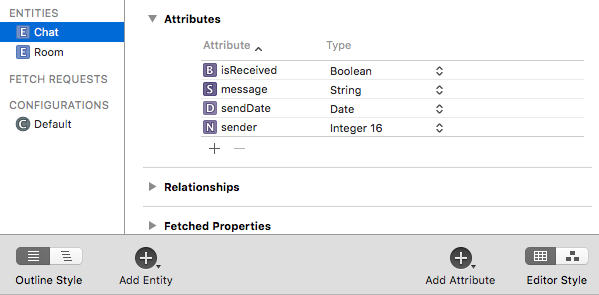 ENTITIES
E Chat
E Room
FETCH REQUESTS
CONFIGURATIONS
C Default
Attributes
Attribute Type
B isReceived Boolean
S message String
D sendDate Date
N sender Integer 16
Relationships
Fetched Properties
Outline Style
Add Entity
Add Attribute
Editor Style